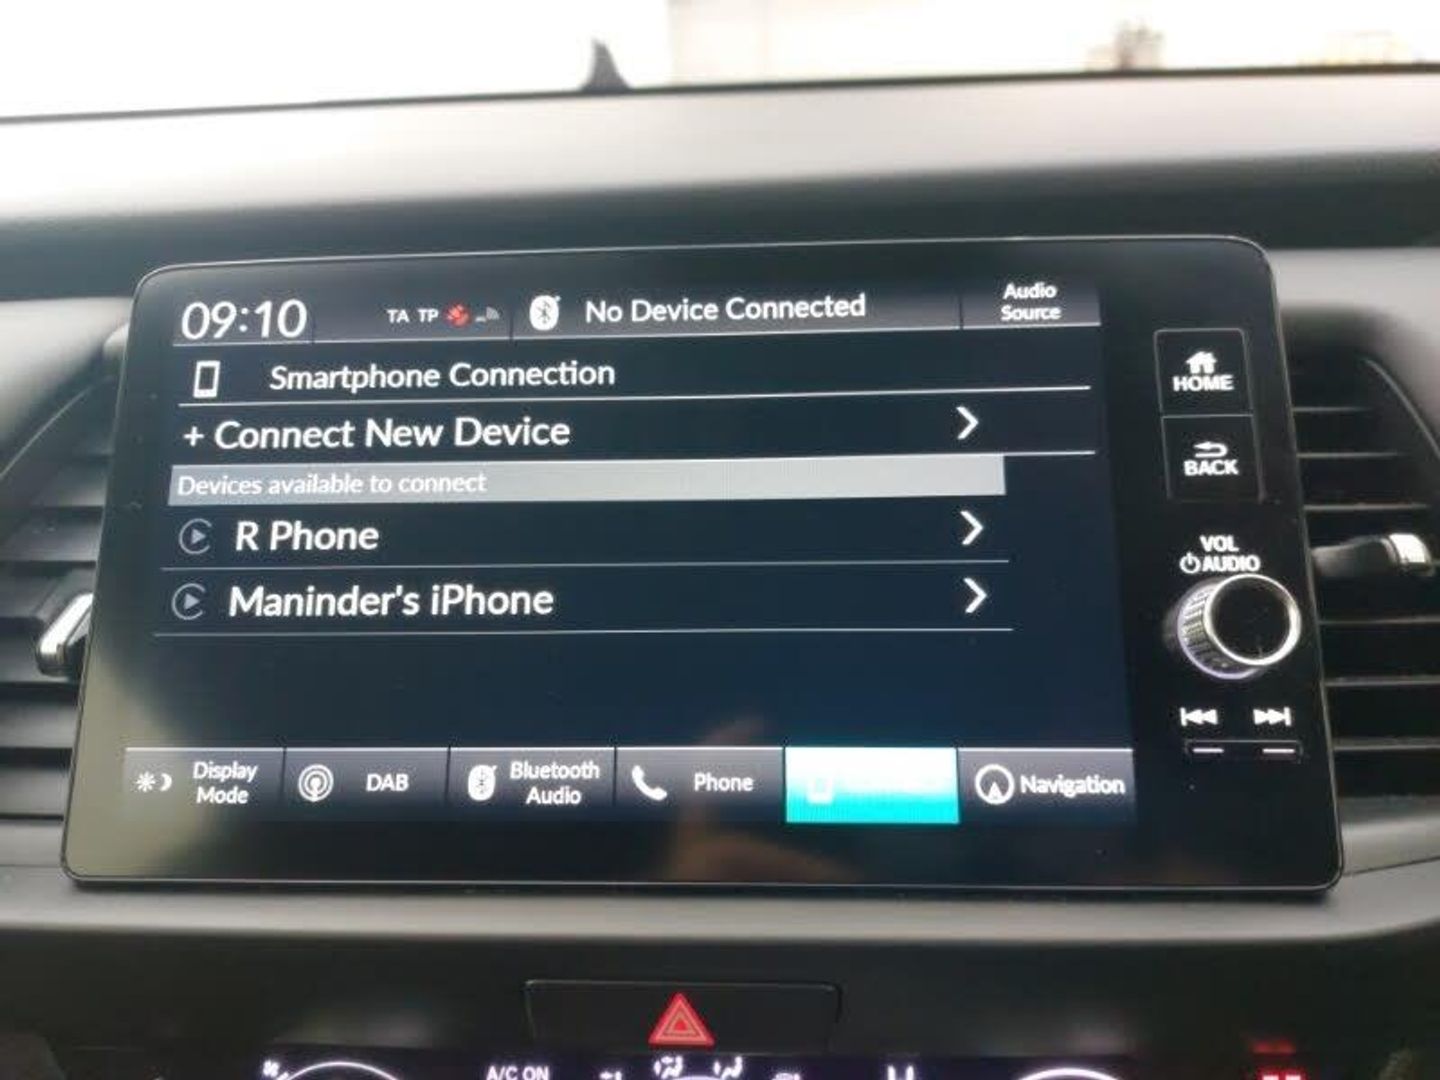 09:10
TA TP
No Device Connected
Audio
Source
Smartphone Connection
+ Connect New Device
Devices available to connect
R Phone
Maninder's iPhone
Display
Mode
DAB
Bluetooth
Audio
Phone
Navigation
HOME
BACK
VOL
AUDIO
A/C ON